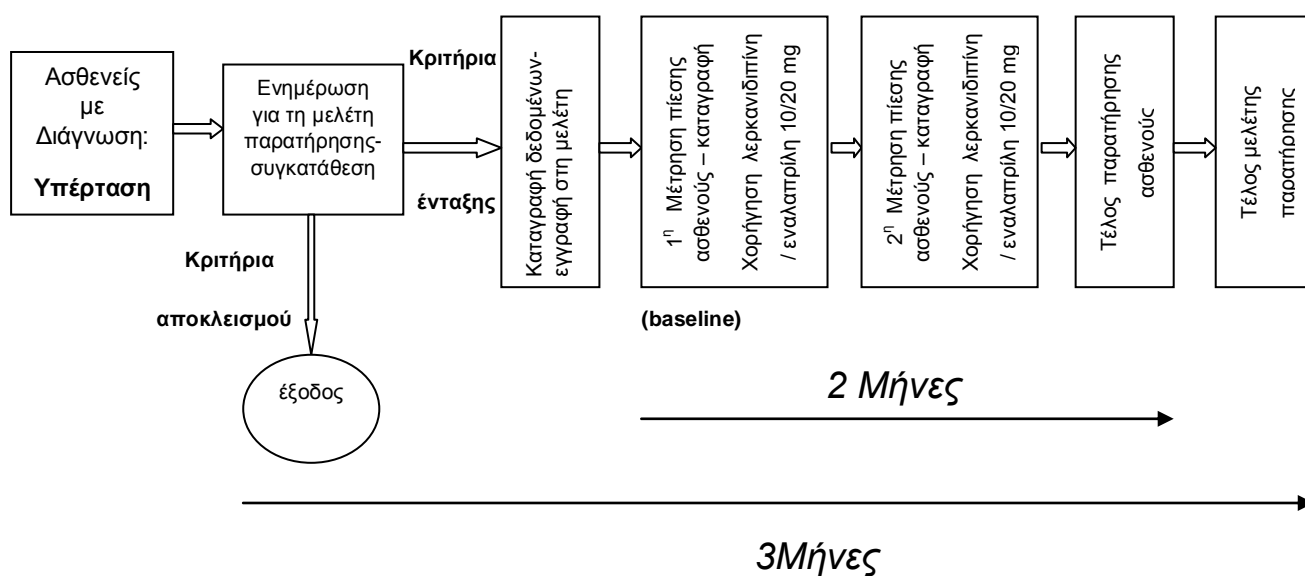 Ασθενείς
με
Διάγνωση:
Υπέρταση
Ενημέρωση
για τη μελέτη
παρατήρησης-
συγκατάθεση
Κριτήρια
ένταξης
Κριτήρια
αποκλεισμού
έξοδος
Καταγραφή δεδομένων-
εγγραφή στη μελέτη
1η Μέτρηση πίεσης
ασθενούς – καταγραφή
Χορήγηση λερκανιδιπίνη
/ εναλαπρίλη 10/20 mg
(baseline)
2η Μέτρηση πίεσης
ασθενούς – καταγραφή
Χορήγηση λερκανιδιπίνη
/ εναλαπρίλη 10/20 mg
Τέλος παρατήρησης
ασθενούς
Τέλος μελέτης
παρατήρησης
2 Μήνες
3Μήνες